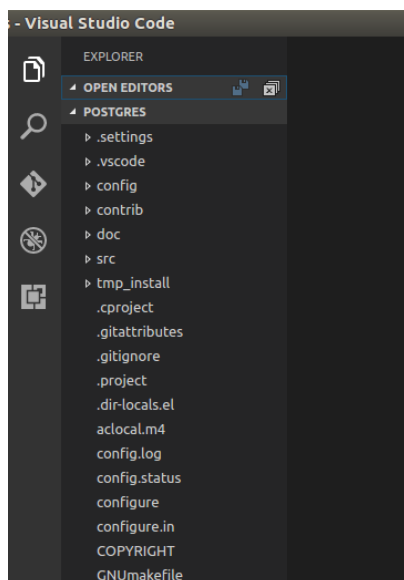 - Visual Studio Code
EXPLORER
OPEN EDITORS
POSTGRES
.settings
.vscode
config
contrib
doc
src
tmp_install
.cproject
.gitattributes
.gitignore
.project
.dir-locals.el
aclocal.m4
config.log
config.status
configure
configure.in
COPYRIGHT
GNUmakefile